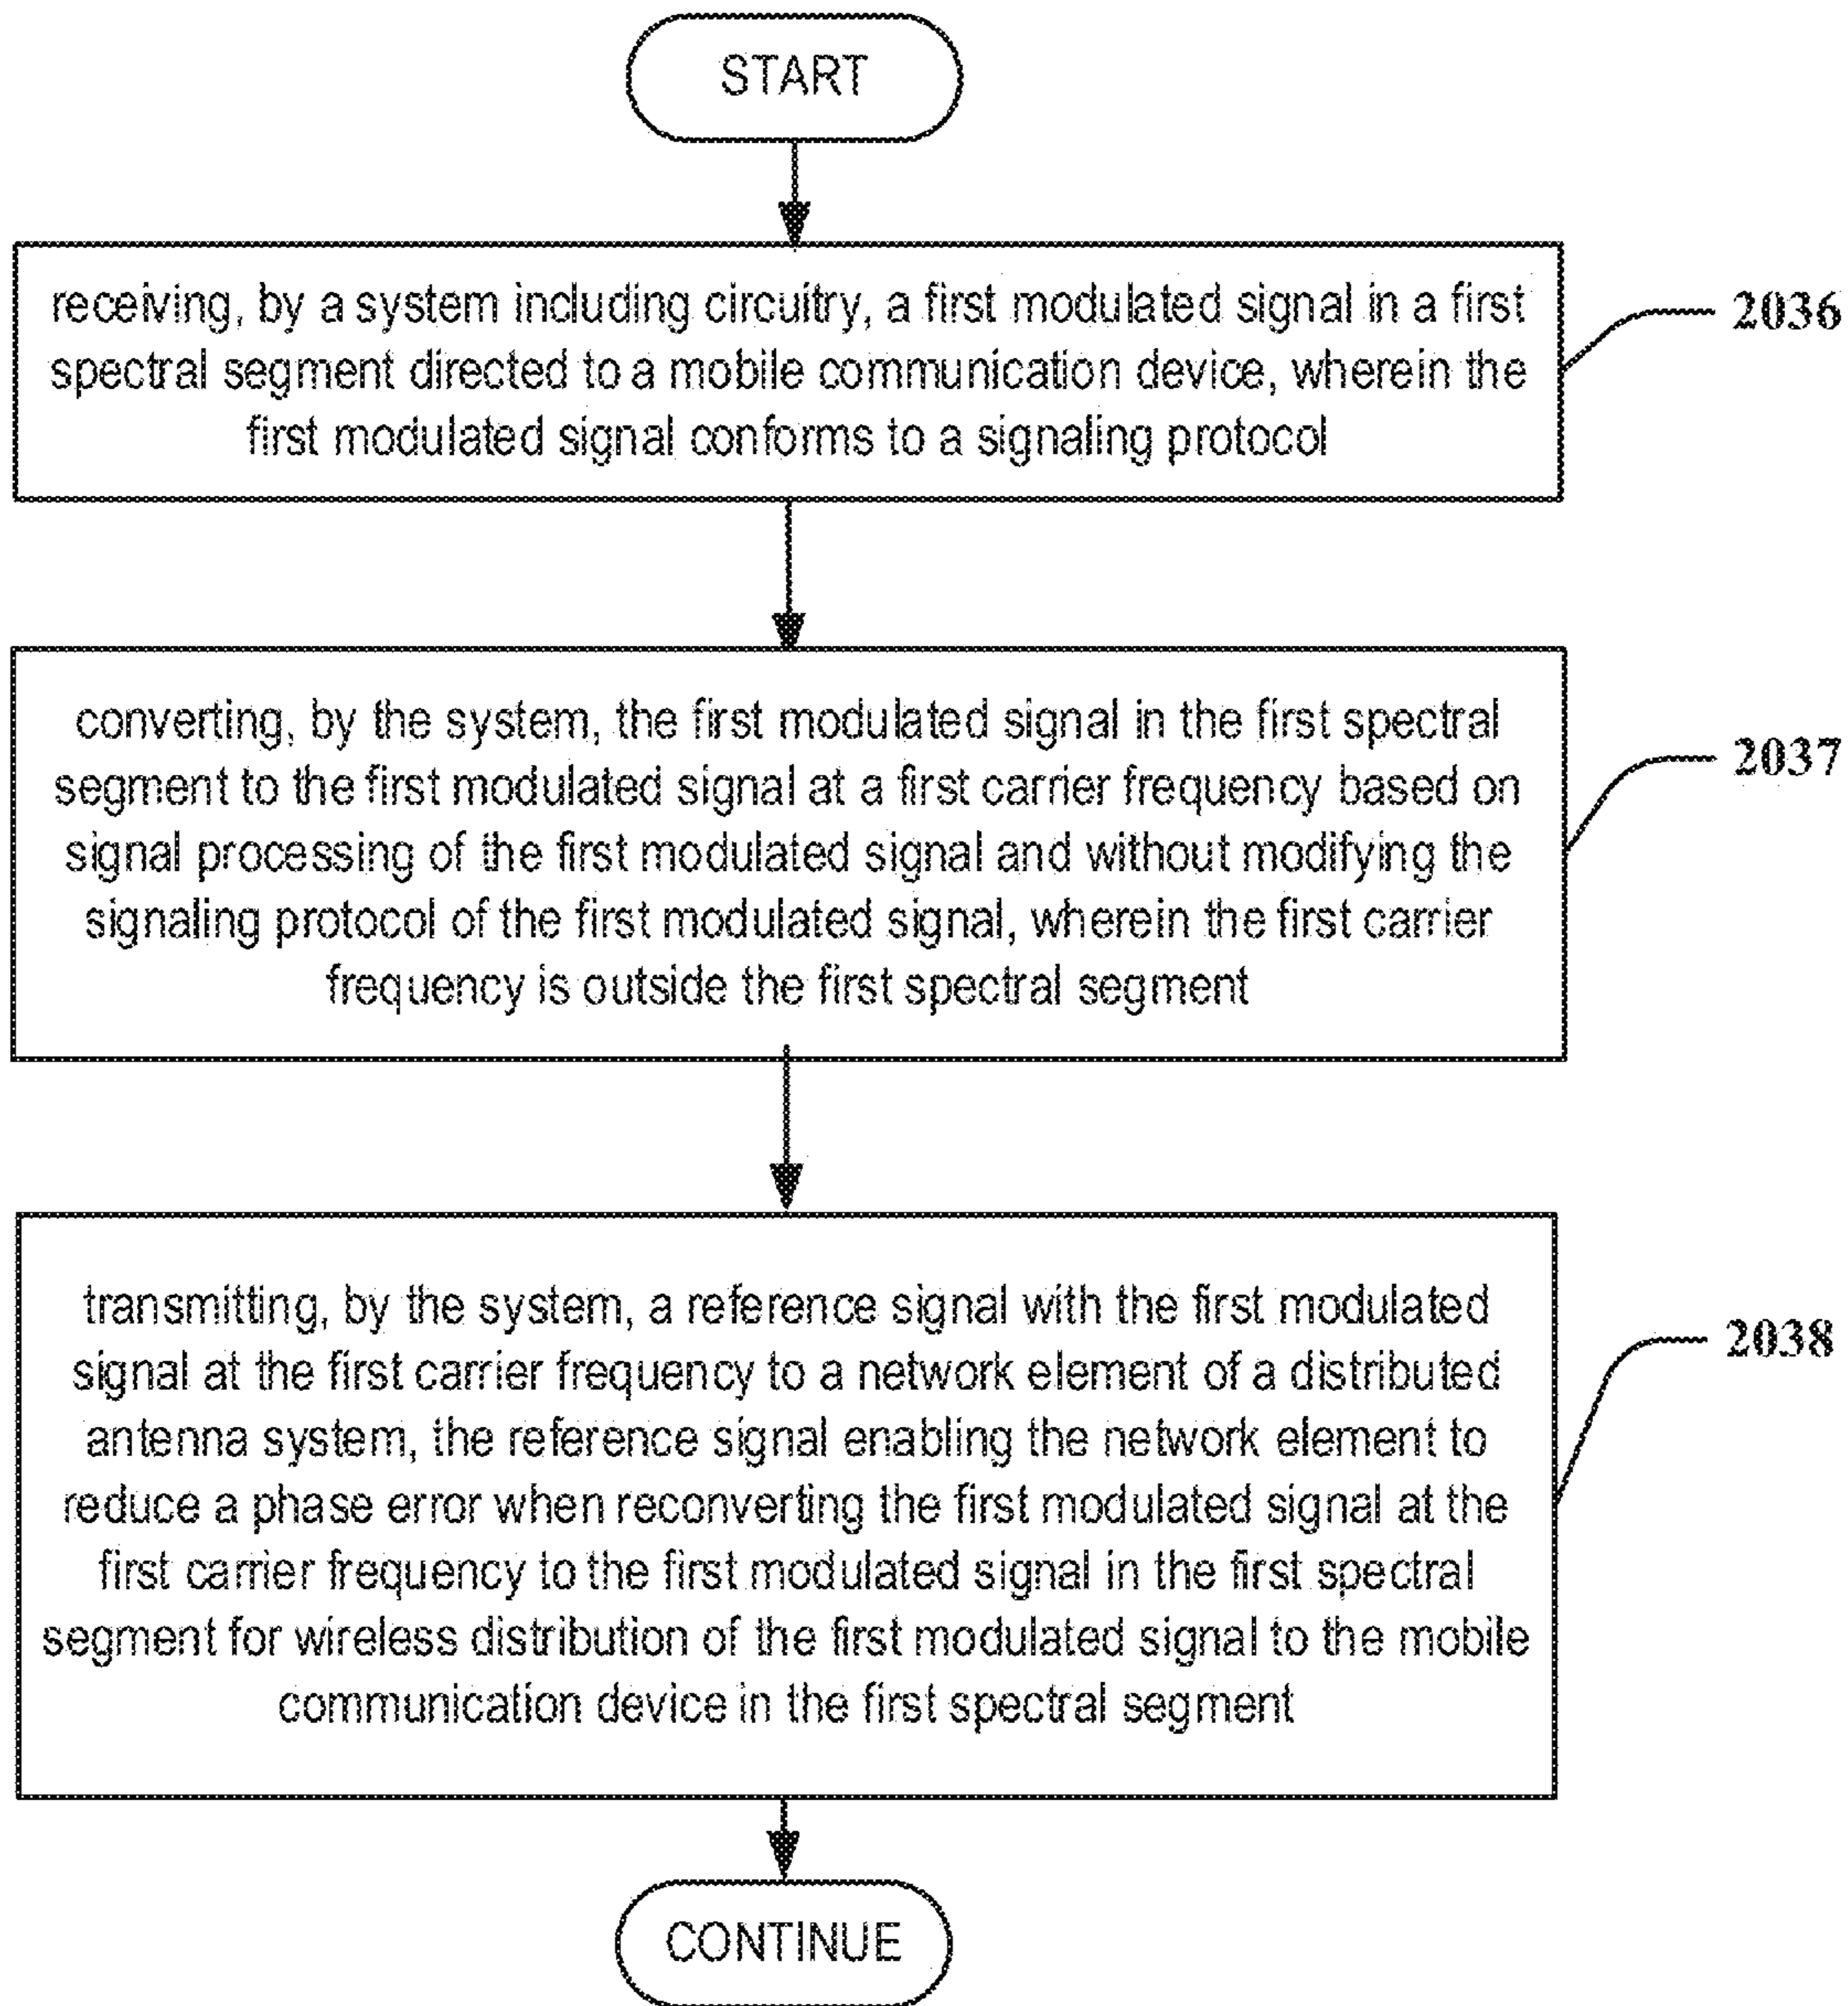 START
receiving, by a system including circuitry, a first modulated signal in a first
spectral segment directed to a mobile communication device, wherein the
first modulated signal conforms to a signaling protocol
2036
converting, by the system, the first modulated signal in the first spectral
segment to the first modulated signal at a first carrier frequency based on
signal processing of the first modulated signal and without modifying the
signaling protocol of the first modulated signal, wherein the first carrier
frequency is outside the first spectral segment
2037
transmitting, by the system, a reference signal with the first modulated
signal at the first carrier frequency to a network element of a distributed
antenna system, the reference signal enabling the network element to
reduce a phase error when reconverting the first modulated signal at the
first carrier frequency to the first modulated signal in the first spectral
segment for wireless distribution of the first modulated signal to the mobile
communication device in the first spectral segment
2038
CONTINUE